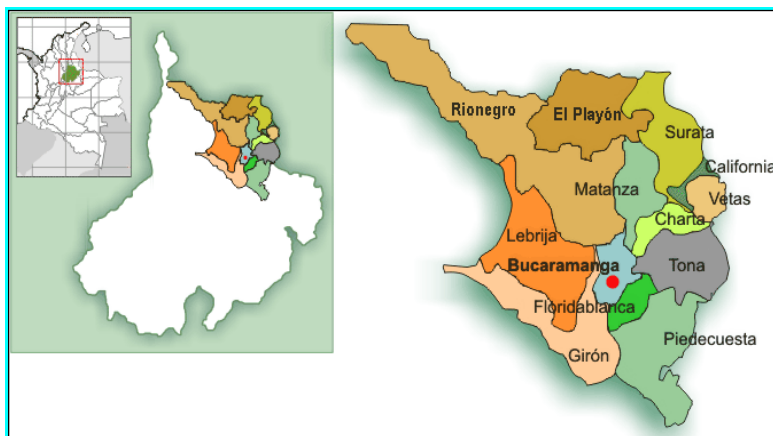 Rionegro
El Playón
Surata
California
Matanza
Vetas
Charta
Lebrija
Bucaramanga
Tona
Floridablanca
Piedecuesta
Girón